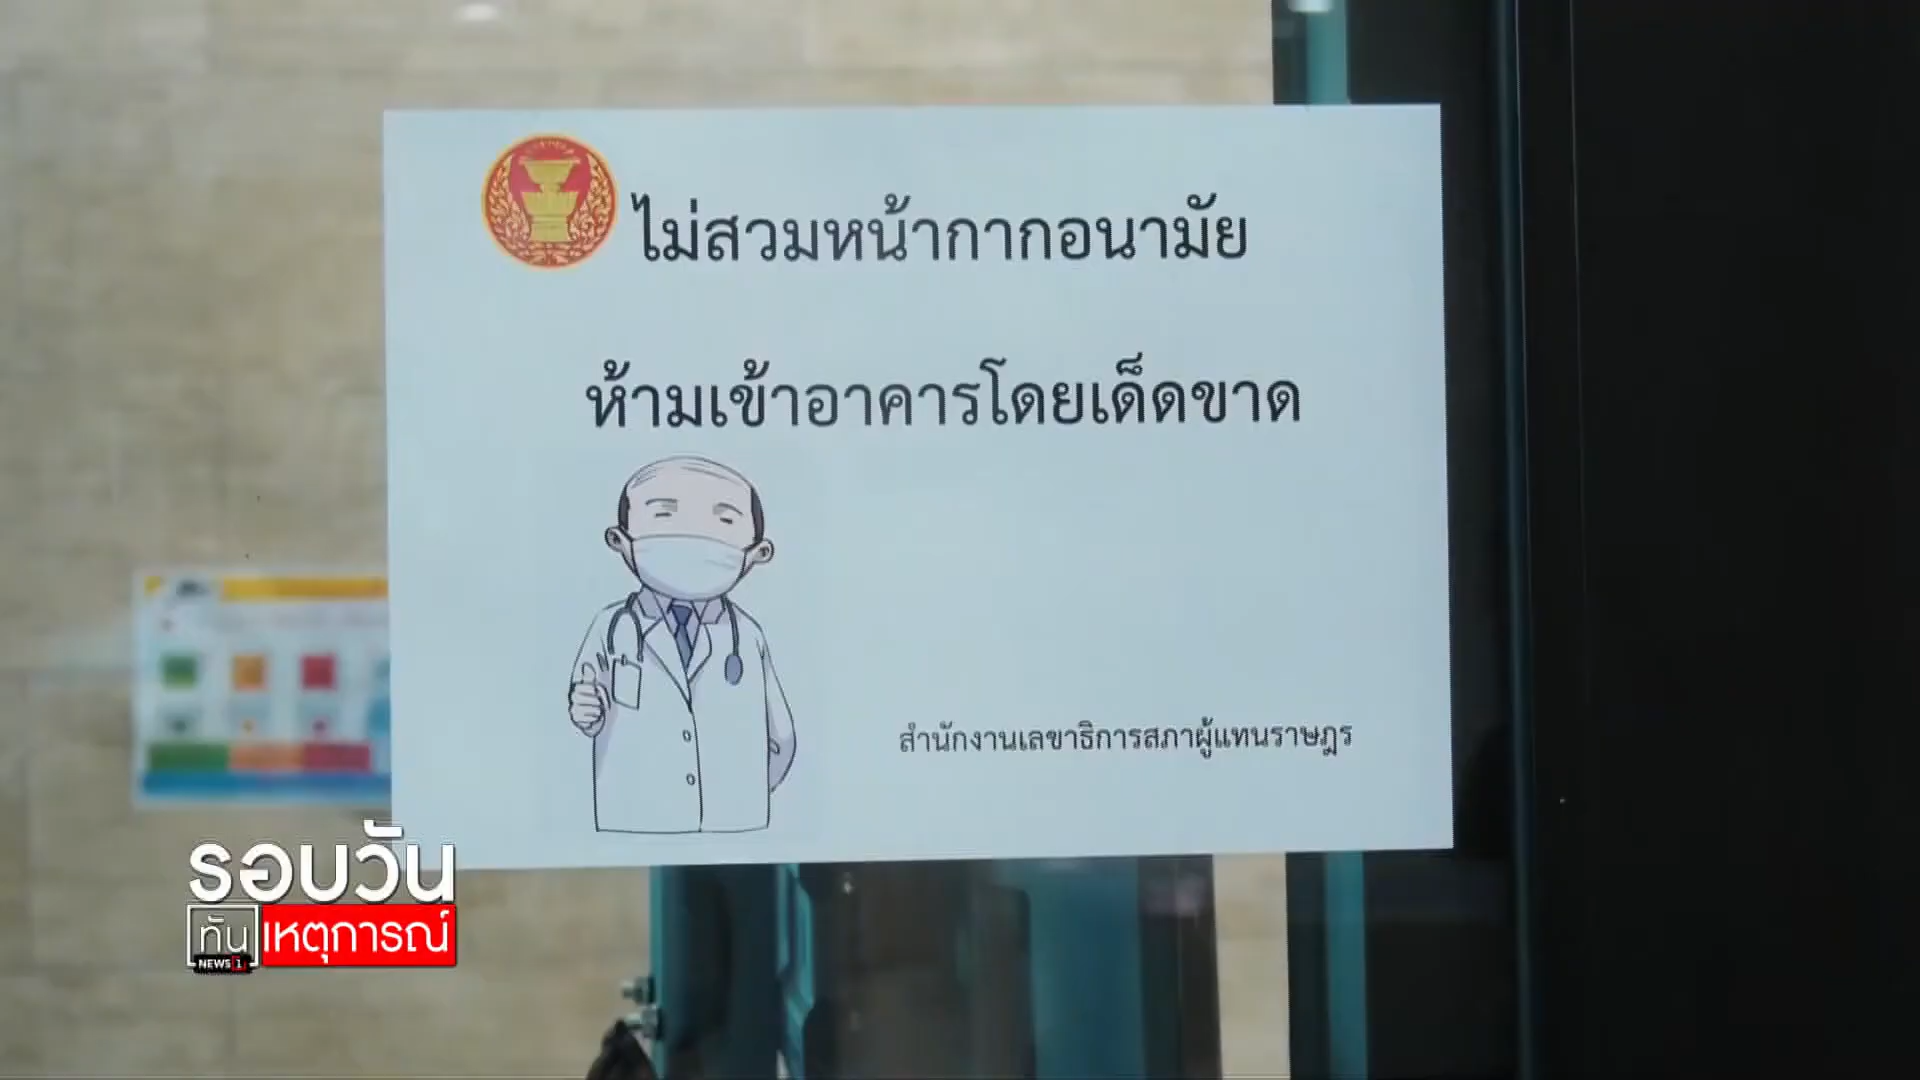 ไม่สวมหน้ากากอนามัย
ห้ามเข้าอาคารโดยเด็ดขาด
สำนักงานเลขาธิการสภาผู้แทนราษฎร
รอบวัน
ทัน เหตุการณ์
NEWS 1